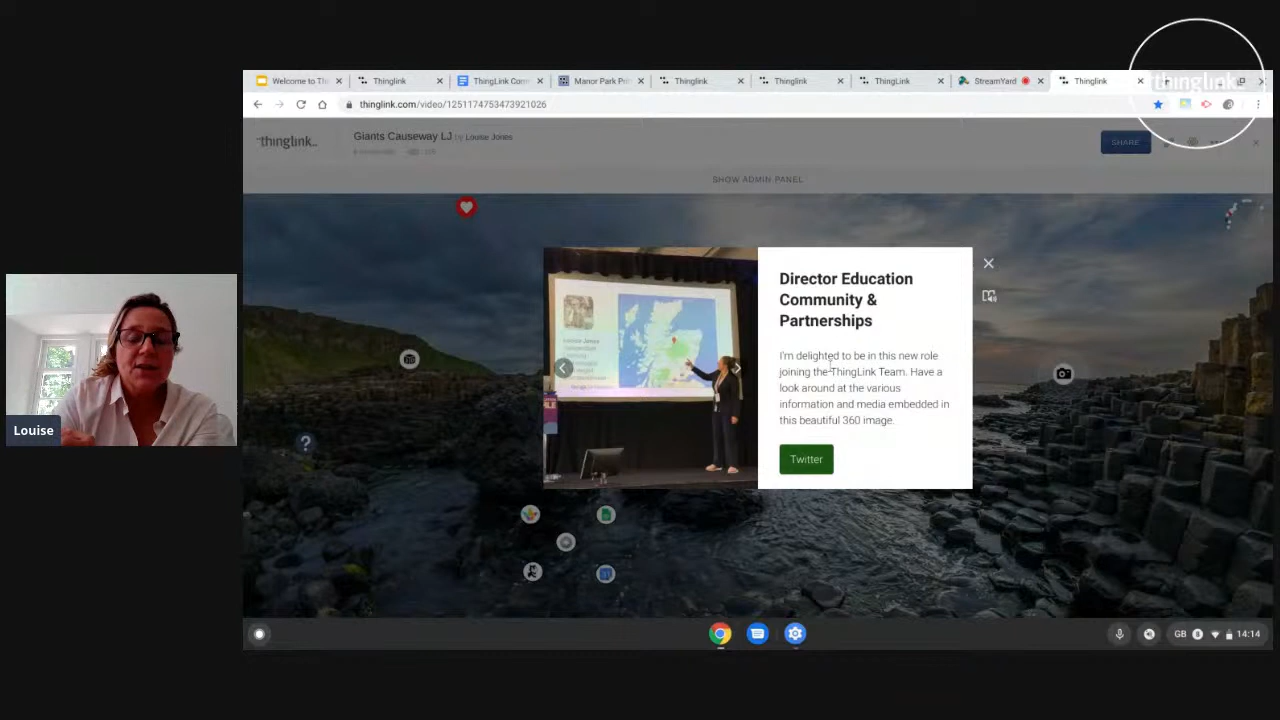 Welcome to Th
Thinglink
ThingLink Com
Manor Park Pri
Thinglink
Thinglink
ThingLink
StreamYard
Thinglink
thinglink..
thinglink.com/video/1251174753473921026
thinglink..
Giants Causeway LJ by Louise Jones
SHARE
SHOW ADMIN PANEL
Director Education
Community &
Partnerships
I'm delighted to be in this new role
joining the ThingLink Team. Have a
look around at the various
information and media embedded in
this beautiful 360 image.
Twitter
Louise Jones
Louise
GB
14:14